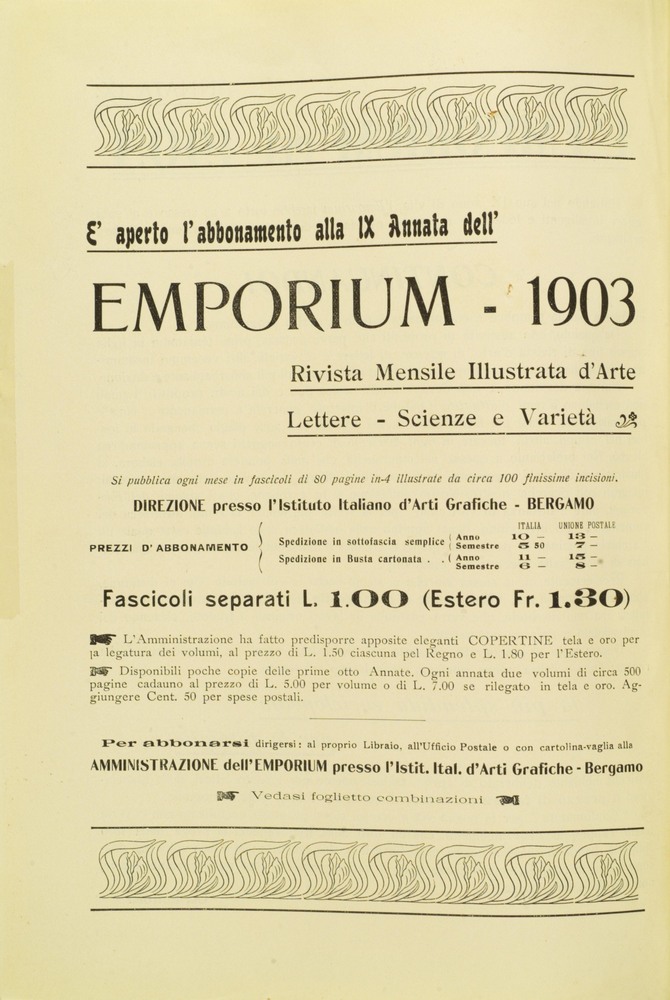 E' aperto l'abbonamento alla IX Annata dell'
EMPORIUM - 1903
Rivista Mensile Illustrata d'Arte
Lettere - Scienze e Varietà
Si pubblica ogni mese in fascicoli di 80 pagine in-4 illustrate da circa 100 finissime incisioni.
DIREZIONE presso l'Istituto Italiano d'Arti Grafiche - BERGAMO
ITALIA UNIONE POSTALE
PREZZI D'ABBONAMENTO
Spedizione in sottofascia semplice ( Anno 10 — 13 —
Semestre 5 50 7 —
Spedizione in Busta cartonata . . ( Anno 11 — 15 —
Semestre 6 — 8 —
Fascicoli separati L. 1.00 (Estero Fr. 1.30)
L'Amministrazione ha fatto predisporre apposite eleganti COPERTINE tela e oro per
la legatura dei volumi, al prezzo di L. 1.50 ciascuna pel Regno e L. 1.80 per l'Estero.
Disponibili poche copie delle prime otto Annate. Ogni annata due volumi di circa 500
pagine cadauno al prezzo di L. 5.00 per volume o di L. 7.00 se rilegato in tela e oro. Ag-
giungere Cent. 50 per spese postali.
Per abbonarsi dirigersi: al proprio Libraio, all'Ufficio Postale o con cartolina-vaglia alla
AMMINISTRAZIONE dell'EMPORIUM presso l'Istit. Ital. d'Arti Grafiche - Bergamo
Vedasi foglietto combinazioni